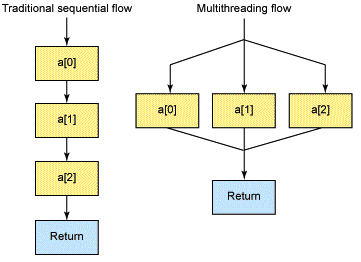 Traditional sequential flow
a[0]
a[1]
a[2]
Return
Multithreading flow
a[0]
a[1]
a[2]
Return